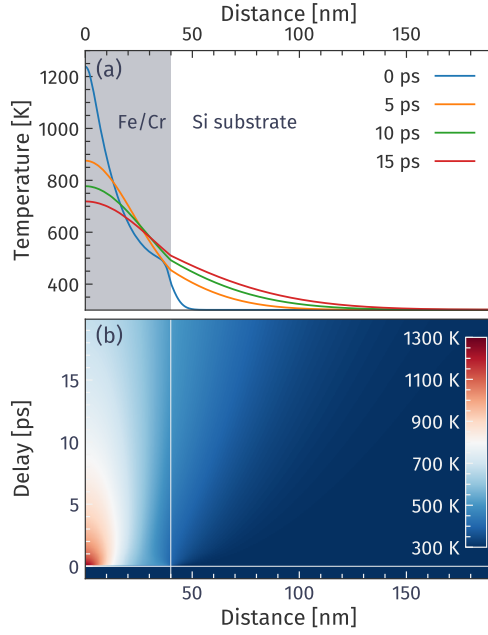 Distance [nm]
0 50 100 150
(a)
Fe/Cr Si substrate
0 ps
5 ps
10 ps
15 ps
Temperature [K]
1200
1000
800
600
400
(b)
1300 K
1100 K
900 K
700 K
500 K
300 K
Delay [ps]
15
10
5
0
50 100 150
Distance [nm]